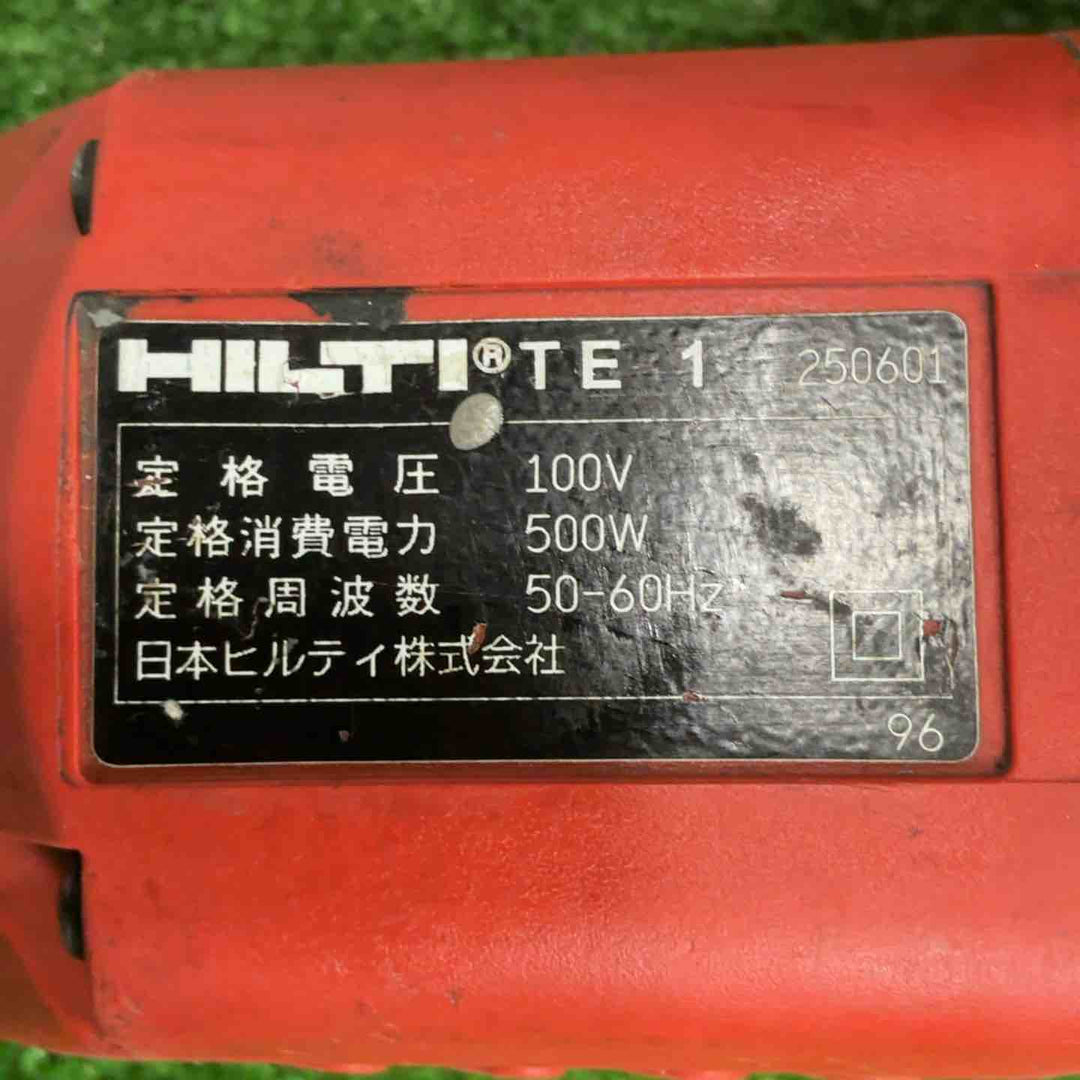 HILTI® TE 1 250601
定格電圧 100V
定格消費電力 500W
定格周波数 50-60Hz
日本ヒルティ株式会社
96